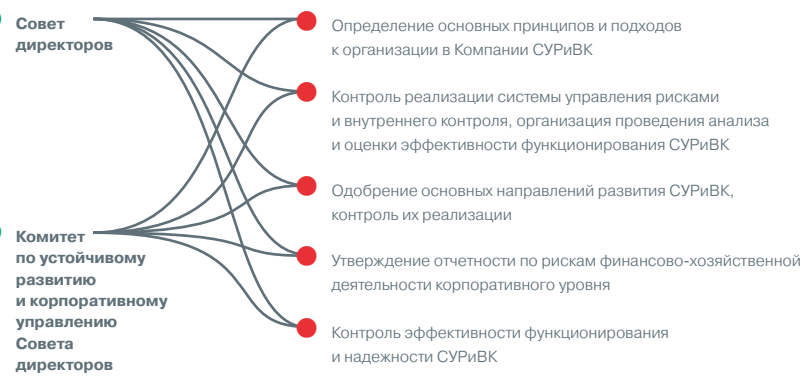 Совет
директоров
Определение основных принципов и подходов
к организации в Компании СУРиВК
Контроль реализации системы управления рисками
и внутреннего контроля, организация проведения анализа
и оценки эффективности функционирования СУРиВК
Одобрение основных направлений развития СУРиВК,
контроль их реализации
Комитет
по устойчивому
развитию
и корпоративному
управлению
Совета
директоров
Утверждение отчетности по рискам финансово-хозяйственной
деятельности корпоративного уровня
Контроль эффективности функционирования
и надежности СУРиВК